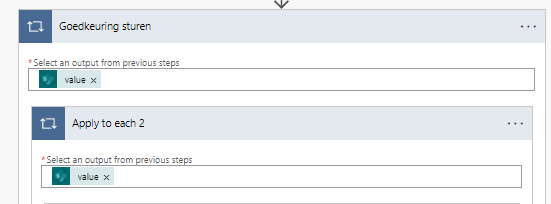 Goedkeuring sturen
...
*Select an output from previous steps
value ×
Apply to each 2
...
*Select an output from previous steps
value ×